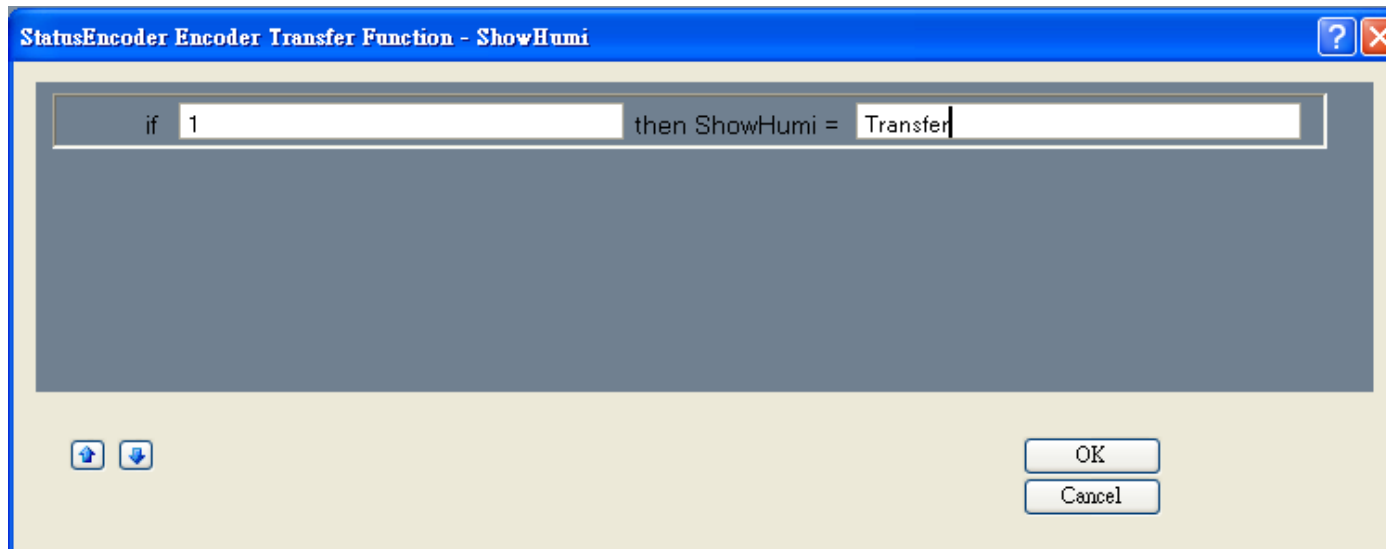 StatusEncoder Encoder Transfer Function - ShowHumi
if 1 then ShowHumi = Transfer
OK
Cancel